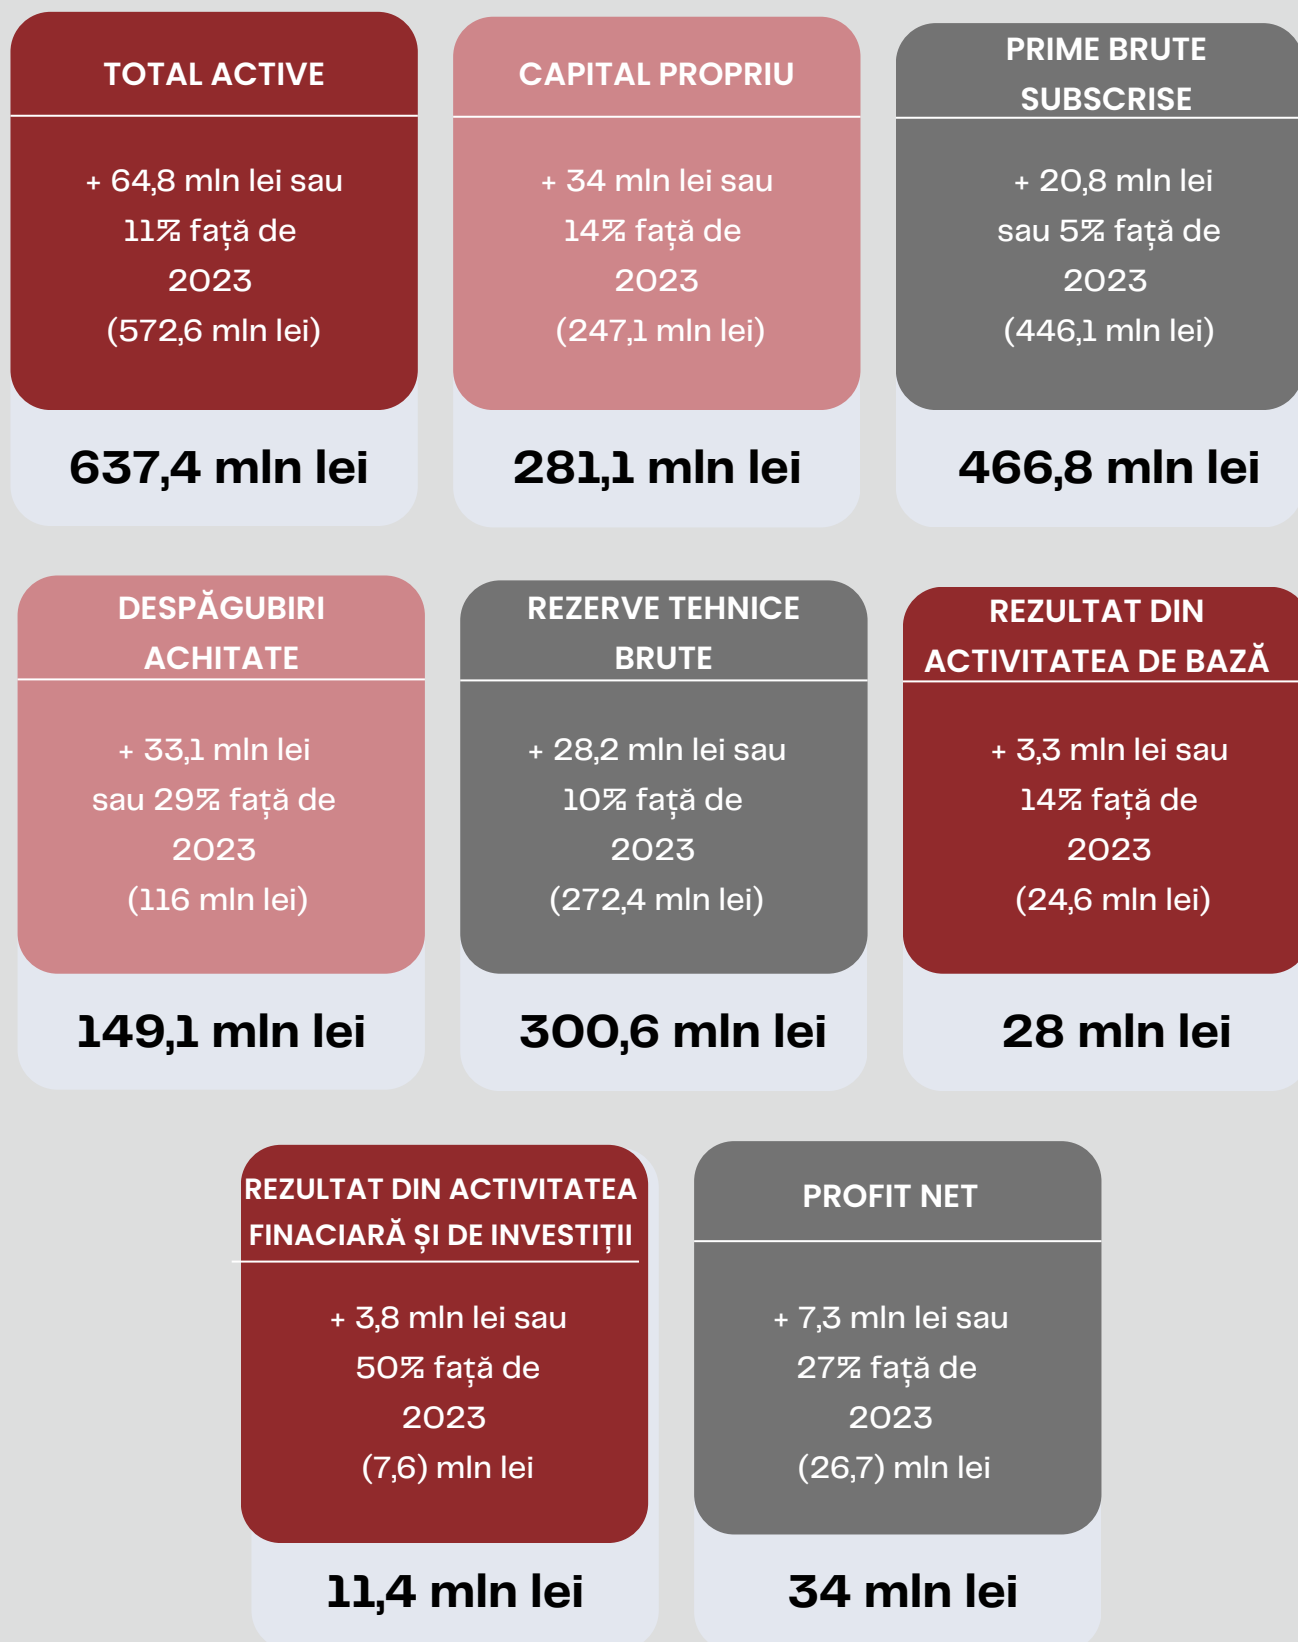 TOTAL ACTIVE
+ 64,8 mln lei sau
11% față de
2023
(572,6 mln lei)
637,4 mln lei
CAPITAL PROPRIU
+ 34 mln lei sau
14% față de
2023
(247,1 mln lei)
281,1 mln lei
PRIME BRUTE
SUBSCRISE
+ 20,8 mln lei
sau 5% față de
2023
(446,1 mln lei)
466,8 mln lei
DESPĂGUBIRI
ACHITATE
+ 33,1 mln lei
sau 29% față de
2023
(116 mln lei)
149,1 mln lei
REZERVE TEHNICE
BRUTE
+ 28,2 mln lei sau
10% față de
2023
(272,4 mln lei)
300,6 mln lei
REZULTAT DIN
ACTIVITATEA DE BAZĂ
+ 3,3 mln lei sau
14% față de
2023
(24,6 mln lei)
28 mln lei
REZULTAT DIN ACTIVITATEA
FINACIARĂ ȘI DE INVESTIȚII
+ 3,8 mln lei sau
50% față de
2023
(7,6) mln lei
11,4 mln lei
PROFIT NET
+ 7,3 mln lei sau
27% față de
2023
(26,7) mln lei
34 mln lei